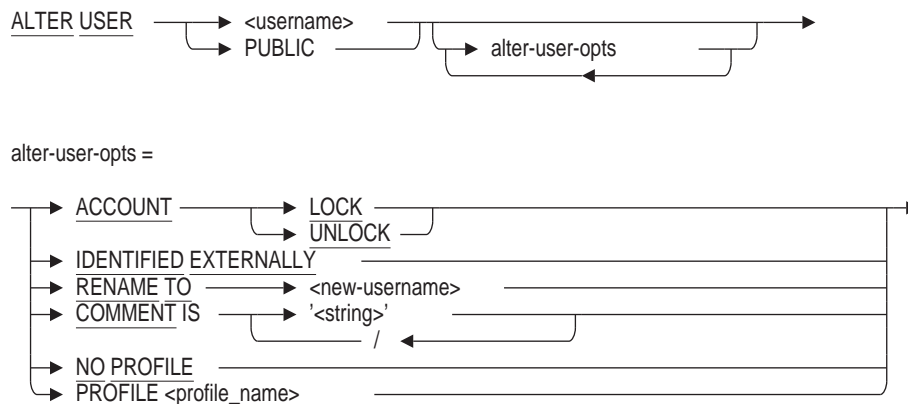 ALTER USER <username>
PUBLIC alter-user-opts
alter-user-opts =
ACCOUNT LOCK
UNLOCK
IDENTIFIED EXTERNALLY
RENAME TO <new-username>
COMMENT IS '<string>'
/
NO PROFILE
PROFILE <profile_name>